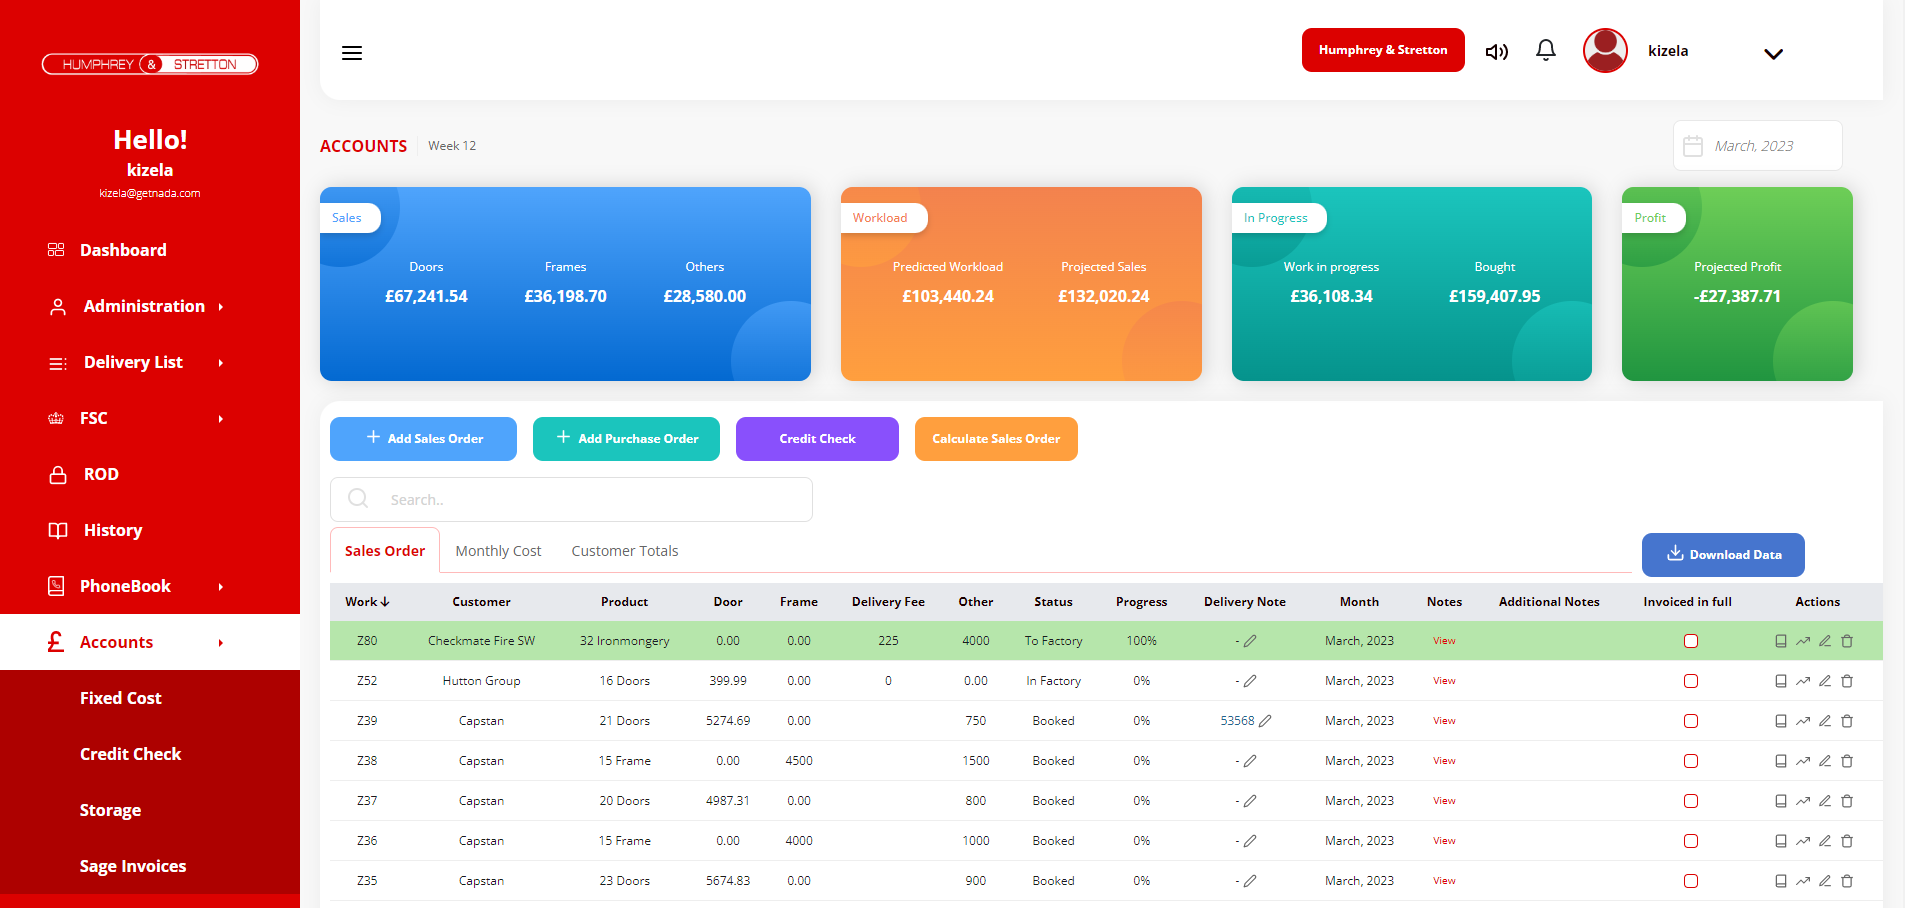 HUMPHREY & STRETTON
Hello!
kizela
kizela@getnada.com
Dashboard
Administration
Delivery List
FSC
ROD
History
PhoneBook
£ Accounts
Fixed Cost
Credit Check
Storage
Sage Invoices
Humphrey & Stretton
kizela
ACCOUNTS Week 12
March, 2023
Sales
Doors Frames Others
£67,241.54 £36,198.70 £28,580.00
Workload
Predicted Workload Projected Sales
£103,440.24 £132,020.24
In Progress
Work in progress Bought
£36,108.34 £159,407.95
Profit
Projected Profit
-£27,387.71
+ Add Sales Order + Add Purchase Order Credit Check Calculate Sales Order
Search..
Sales Order Monthly Cost Customer Totals
Download Data
Work↓ Customer Product Door Frame Delivery Fee Other Status Progress Delivery Note Month Notes Additional Notes Invoiced in full Actions
Z80 Checkmate Fire SW 32 Ironmongery 0.00 0.00 225 4000 To Factory 100% - March, 2023 View
Z52 Hutton Group 16 Doors 399.99 0.00 0 0.00 In Factory 0% - March, 2023 View
Z39 Capstan 21 Doors 5274.69 0.00 750 Booked 0% 53568 March, 2023 View
Z38 Capstan 15 Frame 0.00 4500 1500 Booked 0% - March, 2023 View
Z37 Capstan 20 Doors 4987.31 0.00 800 Booked 0% - March, 2023 View
Z36 Capstan 15 Frame 0.00 4000 1000 Booked 0% - March, 2023 View
Z35 Capstan 23 Doors 5674.83 0.00 900 Booked 0% - March, 2023 View